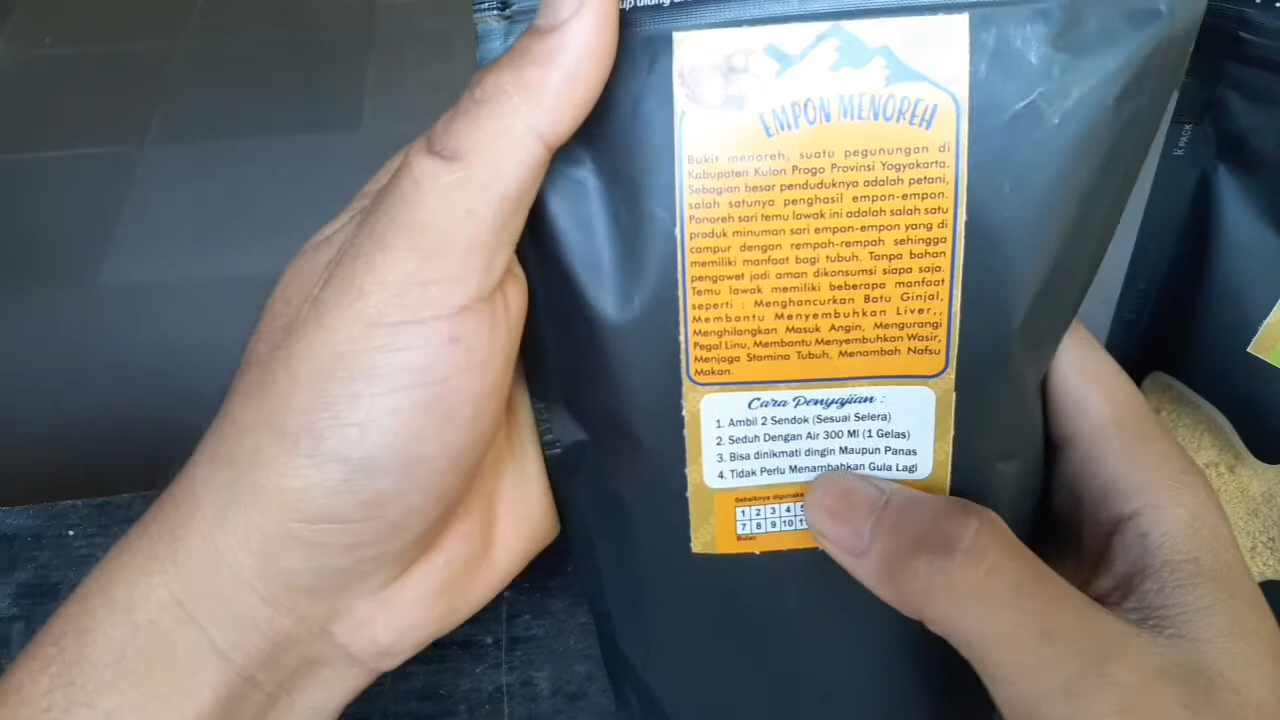 up ulang
EMPON MENOREH
Bukit menoreh, suatu pegunungan di
Kabupaten Kulon Progo Provinsi Yogyakarta.
Sebagian besar penduduknya adalah petani,
salah satunya penghasil empon-empon.
Ponoreh sari temu lawak ini adalah salah satu
produk minuman sari empon-empon yang di
campur dengan rempah-rempah sehingga
memiliki manfaat bagi tubuh. Tanpa bahan
pengawet jadi aman dikonsumsi siapa saja.
Temu lawak memiliki beberapa manfaat
seperti : Menghancurkan Batu Ginjal,
Membantu Menyembuhkan Liver,,
Menghilangkan Masuk Angin, Mengurangi
Pegal Linu, Membantu Menyembuhkan Wasir,
Menjaga Stamina Tubuh, Menambah Nafsu
Makan.
Cara Penyajian :
1. Ambil 2 Sendok (Sesuai Selera)
2. Seduh Dengan Air 300 Ml (1 Gelas)
3. Bisa dinikmati dingin Maupun Panas
4. Tidak Perlu Menambahkan Gula Lagi
Sebaiknya
1 2 3 4 5
7 8 9 10
Bulan
PACK